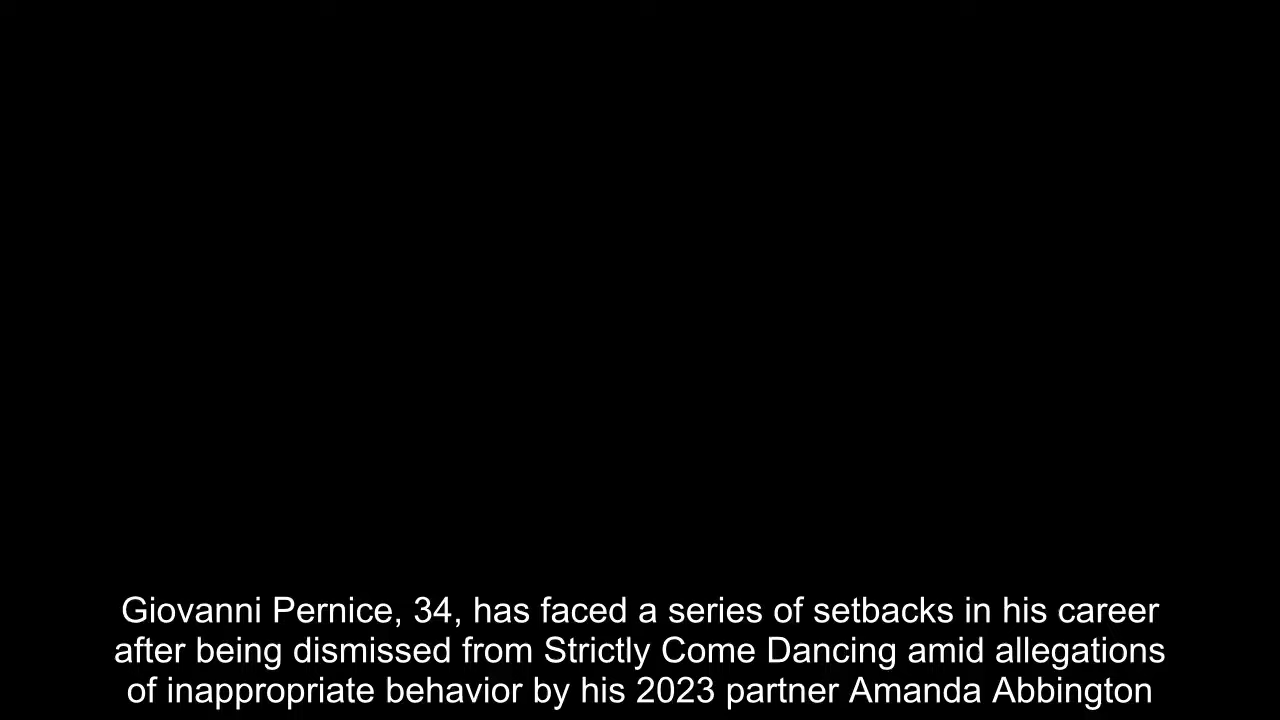 Giovanni Pernice, 34, has faced a series of setbacks in his career
after being dismissed from Strictly Come Dancing amid allegations
of inappropriate behavior by his 2023 partner Amanda Abbington